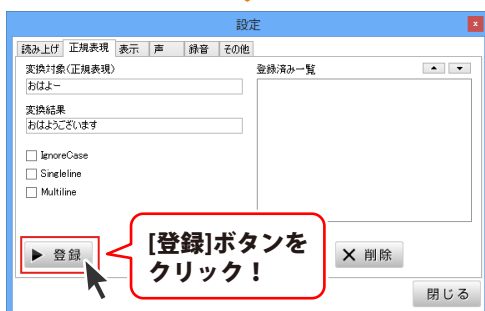 設定
x
読み上げ 正規表現 表示 声 録音 その他
変換対象(正規表現)
おはよー
変換結果
おはようございます
IgnoreCase
Singleline
Multiline
登録済み一覧
▶ 登録
[登録]ボタンを
クリック！
✕ 削除
閉じる